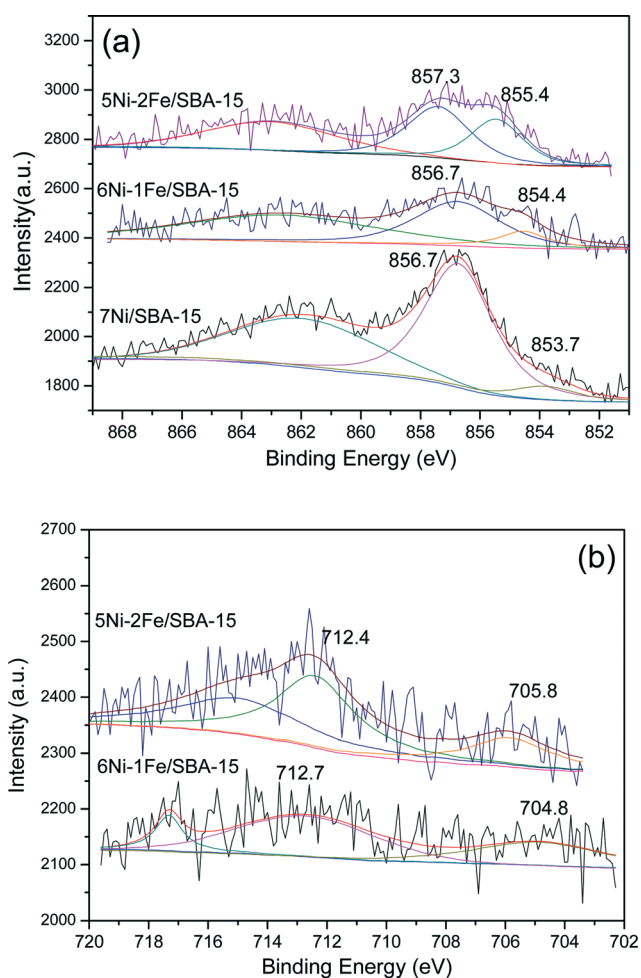 (a)
3200
3000
2800
2600
2400
2200
2000
1800
Intensity(a.u.)
5Ni-2Fe/SBA-15
857.3
855.4
6Ni-1Fe/SBA-15
856.7
854.4
7Ni/SBA-15
856.7
853.7
868 866 864 862 860 858 856 854 852
Binding Energy (eV)
(b)
2700
2600
2500
2400
2300
2200
2100
2000
Intensity (a.u.)
5Ni-2Fe/SBA-15
712.4
705.8
6Ni-1Fe/SBA-15
712.7
704.8
720 718 716 714 712 710 708 706 704 702
Binding Energy (eV)